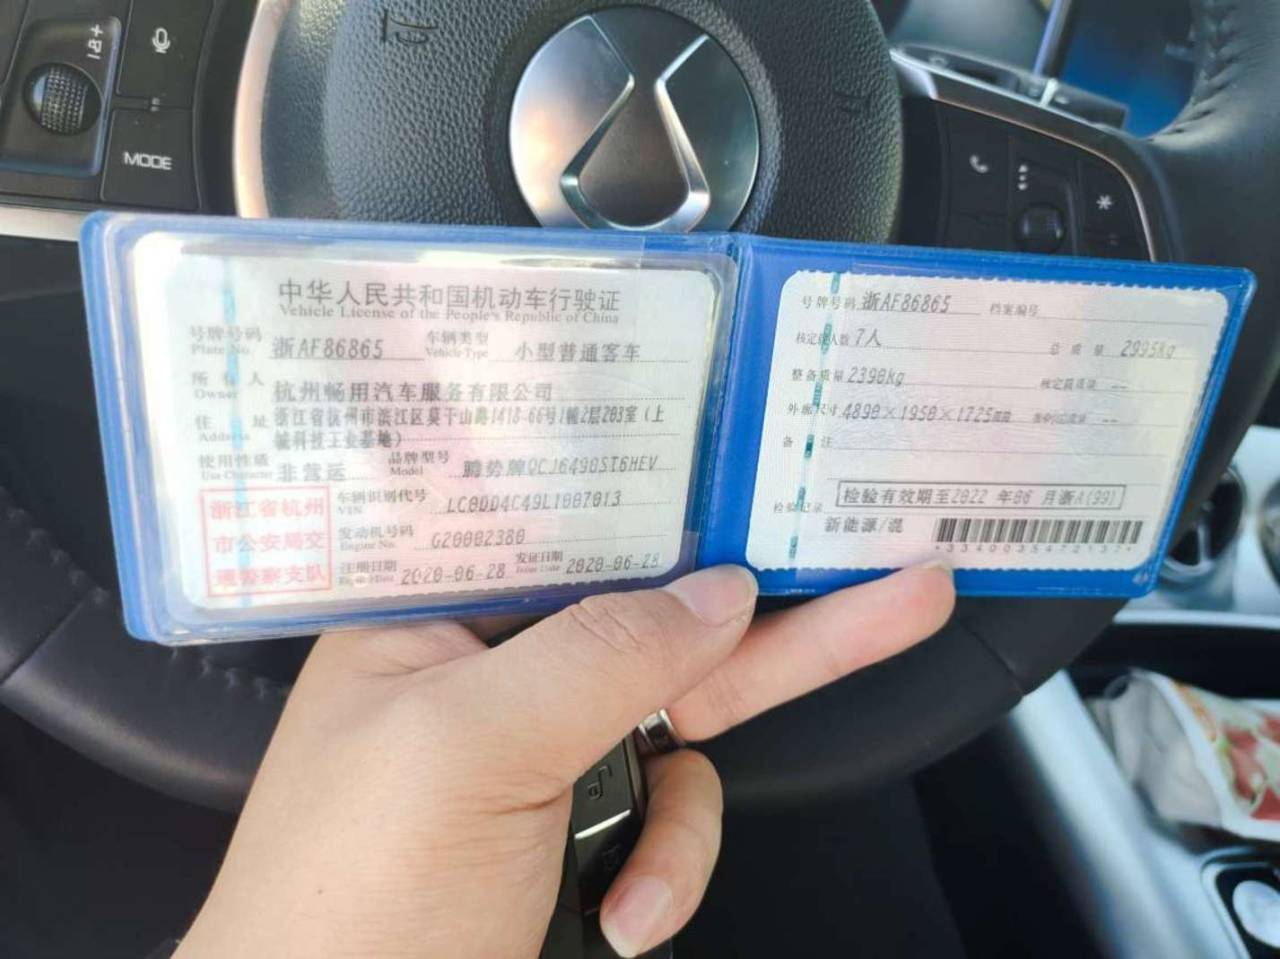 MODE
中华人民共和国机动车行驶证
Vehicle License of the People's Republic of China
号牌号码 浙AF86865 车辆类型 小型普通客车
Plate No. Vehicle Type
所有人 杭州畅用汽车服务有限公司
Owner
住址 浙江省杭州市滨江区莫干山路1418-66号1幢2层203室(上
Address 城科技工业基地)
使用性质 非营运 品牌型号 腾势牌QCJ6490ST6HEV
Use Character Model
浙江省杭州
市公安局交
通警察支队
车辆识别代号
VIN LC0DD4C49L1007013
发动机号码
Engine No. G20002380
注册日期 2020-06-28 发证日期 2020-06-28
Issue Date
号牌号码 浙AF86865 档案编号
核定载人数 7人 总质量 2995kg
整备质量 2390kg 核定载质量 --
外廓尺寸 4890×1950×1725mm --
备注
检验记录 检验有效期至2022年06月浙A(99)
新能源/混
*3340035472137*